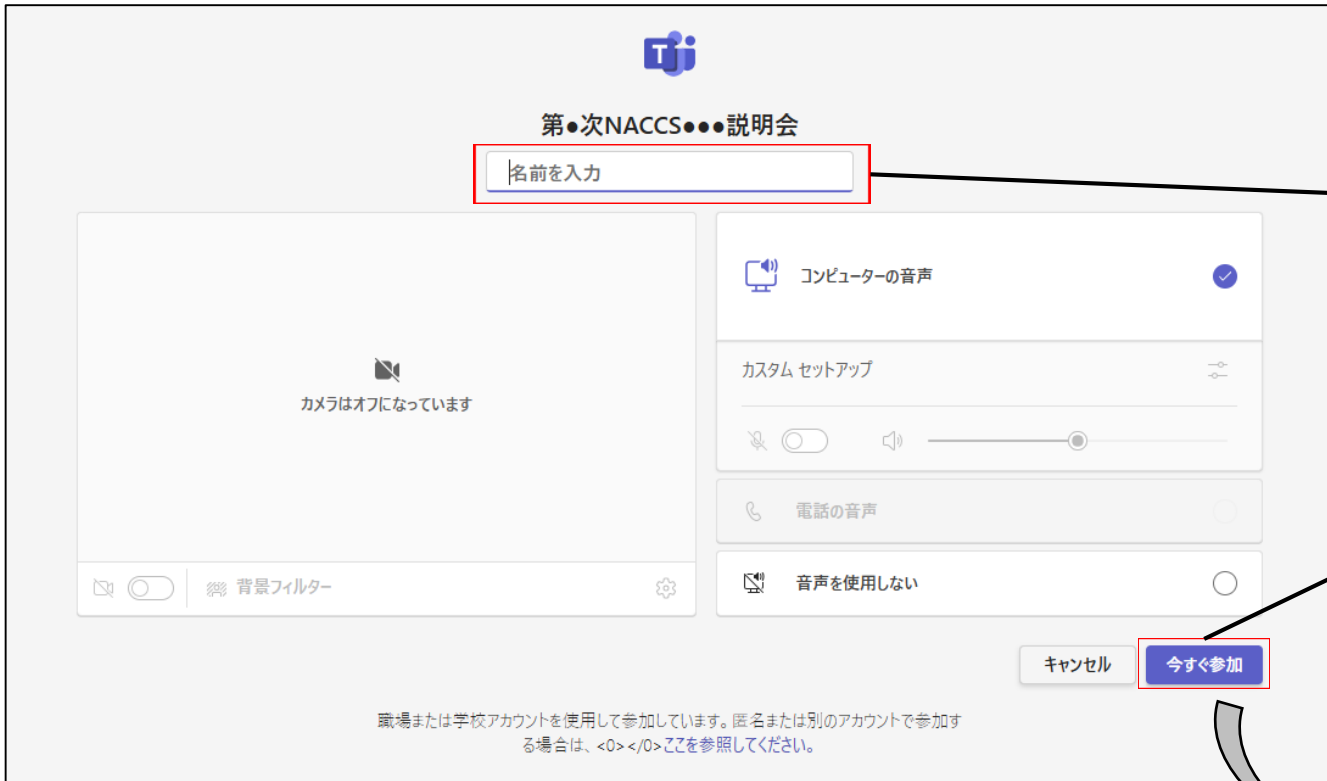 第●次NACCS●●●説明会
名前を入力
コンピューターの音声
カスタム セットアップ
カメラはオフになっています
電話の音声
背景フィルター
音声を使用しない
キャンセル
今すぐ参加
職場または学校アカウントを使用して参加しています。匿名または別のアカウントで参加す
る場合は、<0></0>ここを参照してください。